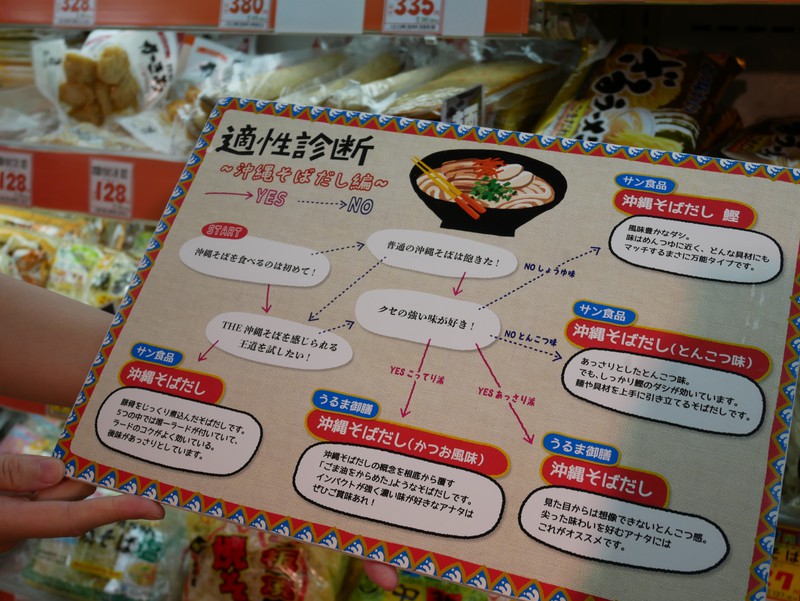 328
380
335
128
128
適性診断
~沖縄そばだし編~
→YES ┈→NO
START
沖縄そばを食べるのは初めて!
普通の沖縄そばは飽きた!
THE 沖縄そばを感じられる
王道を試したい!
クセの強い味が好き!
NO しょうゆ味
NO とんこつ味
YES こってり派
YES あっさり派
サン食品
沖縄そばだし 鰹
風味豊かなダシ。
味はめんつゆに近く、どんな具材にも
マッチするまさに万能タイプです。
サン食品
沖縄そばだし(とんこつ味)
あっさりとしたとんこつ味。
でも、しっかり鰹のダシが効いています。
麺や具材を上手に引き立てるそばだしです。
サン食品
沖縄そばだし
豚骨をじっくり煮込んだそばだしです。
5つの中では唯一ラードが付いていて、
ラードのコクがよく効いている。
後味があっさりとしています。
うるま御膳
沖縄そばだし(かつお風味)
沖縄そばだしの概念を根底から覆す
「ごま油をからめた」ようなそばだしです。
インパクトが強く濃い味が好きなアナタは
ぜひご賞味あれ!
うるま御膳
沖縄そばだし
見た目からは想像できないとんこつ感。
尖った味わいを好むアナタには
これがオススメです。